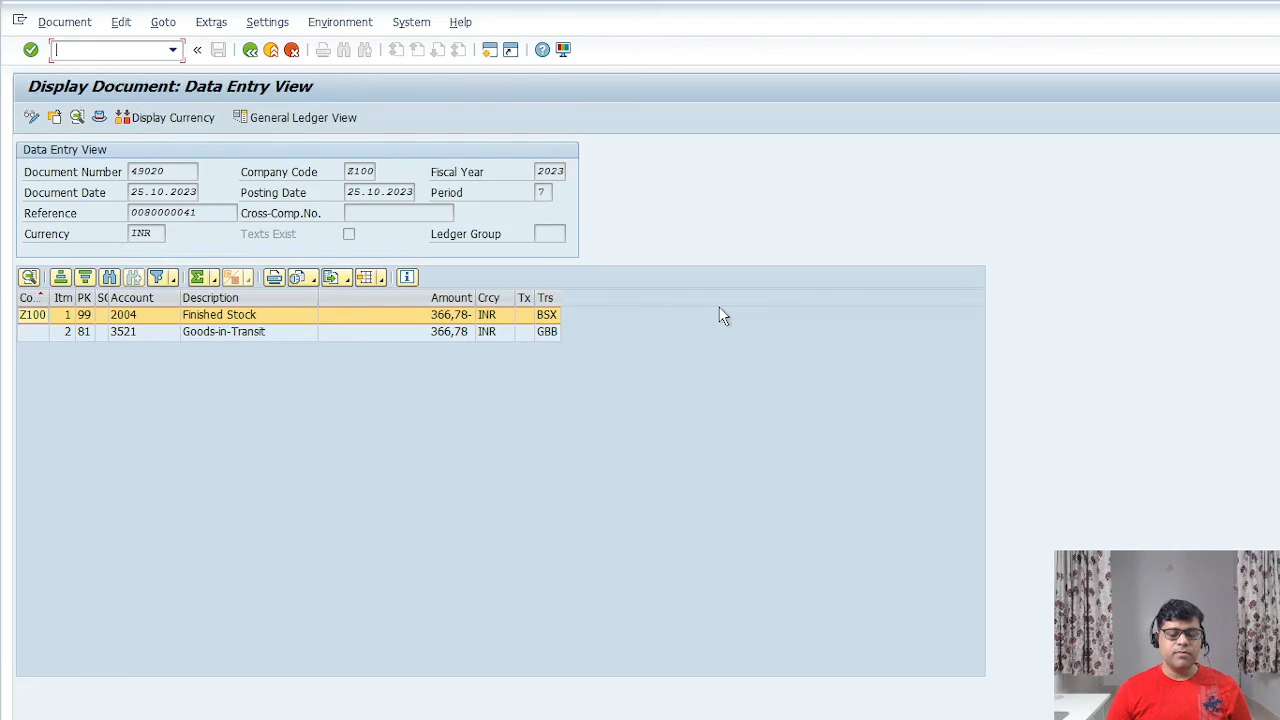 Document Edit Goto Extras Settings Environment System Help
Display Document: Data Entry View
Display Currency General Ledger View
Data Entry View
Document Number 49020 Company Code Z100 Fiscal Year 2023
Document Date 25.10.2023 Posting Date 25.10.2023 Period 7
Reference 0080000041 Cross-Comp.No.
Currency INR Texts Exist Ledger Group
Co... Itm PK SG Account Description Amount Crcy Tx Trs
Z100 1 99 2004 Finished Stock 366,78- INR BSX
2 81 3521 Goods-in-Transit 366,78 INR GBB